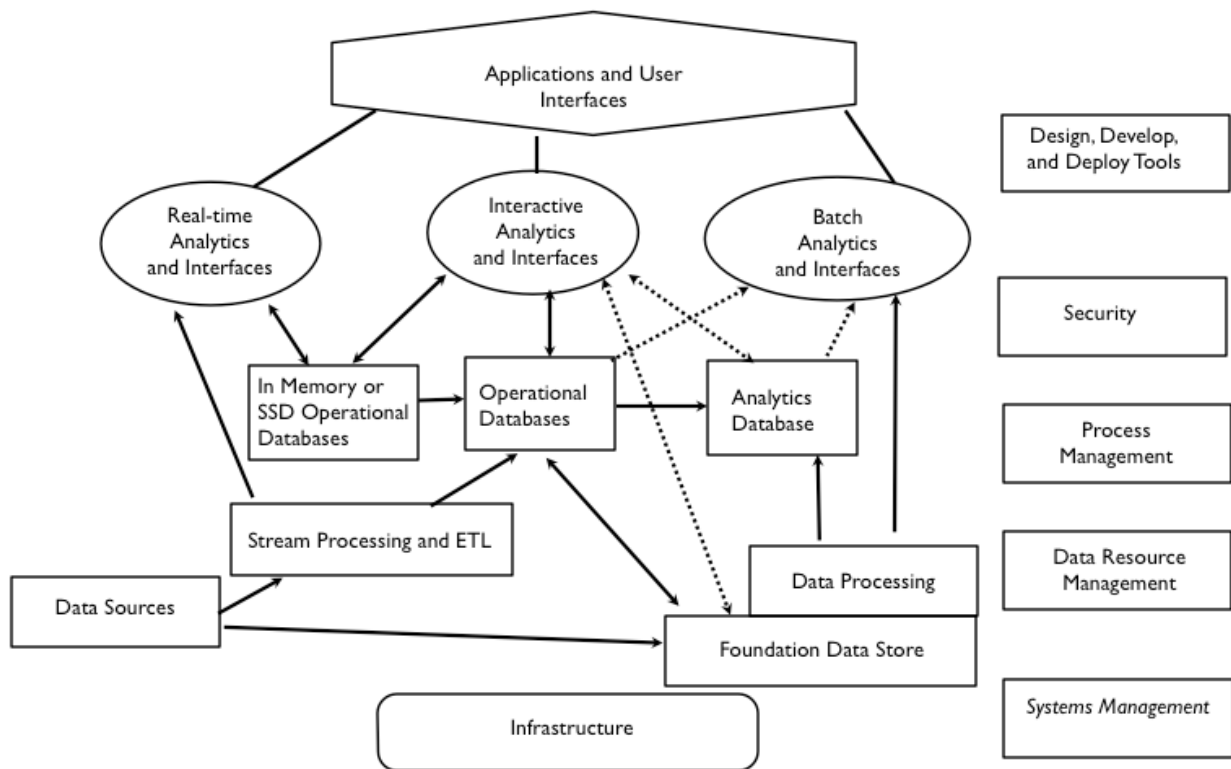 Applications and User
Interfaces
Design, Develop,
and Deploy Tools
Real-time
Analytics
and Interfaces
Interactive
Analytics
and Interfaces
Batch
Analytics
and Interfaces
Security
In Memory or
SSD Operational
Databases
Operational
Databases
Analytics
Database
Process
Management
Stream Processing and ETL
Data Processing
Data Resource
Management
Data Sources
Foundation Data Store
Infrastructure
Systems Management